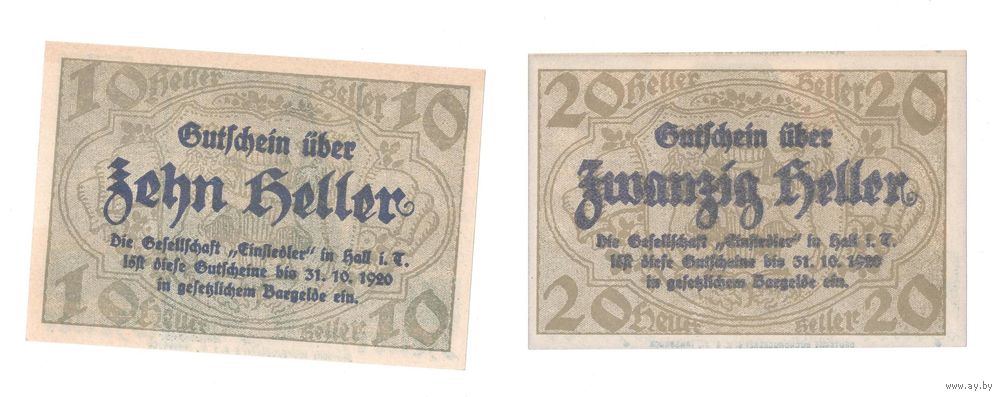 10 Heller Heller 10
Gutschein über
Zehn Heller
Die Gesellschaft „Einsiedler" in Hall i. T.
löst diese Gutscheine bis 31. 10. 1920
in gesetzlichem Bargelde ein.
10 Heller Heller 10
20 Heller Heller 20
Gutschein über
Zwanzig Heller
Die Gesellschaft „Einsiedler" in Hall i. T.
löst diese Gutscheine bis 31. 10. 1920
in gesetzlichem Bargelde ein.
20 Heller Heller 20
www.ay.by